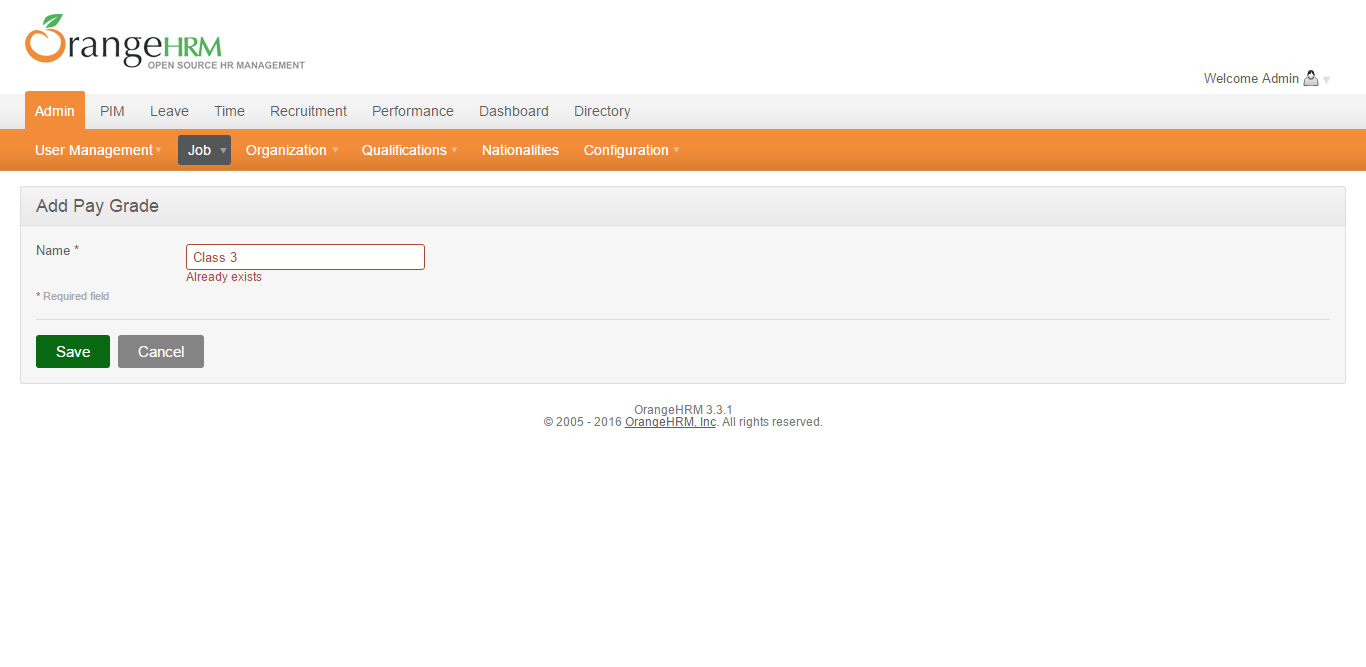 OrangeHRM
OPEN SOURCE HR MANAGEMENT
Welcome Admin
Admin PIM Leave Time Recruitment Performance Dashboard Directory
User Management Job Organization Qualifications Nationalities Configuration
Add Pay Grade
Name * Class 3
Already exists
* Required field
Save Cancel
OrangeHRM 3.3.1
© 2005 - 2016 OrangeHRM, Inc. All rights reserved.